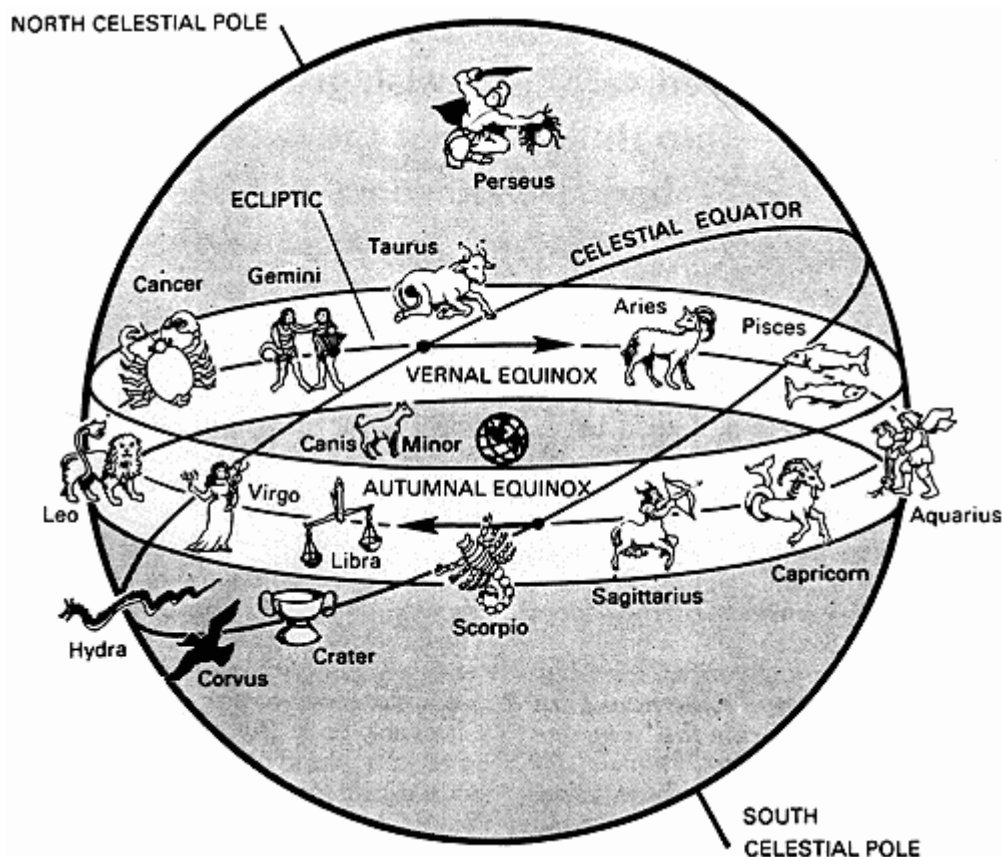 NORTH CELESTIAL POLE
Perseus
ECLIPTIC
CELESTIAL EQUATOR
Taurus
Gemini
Cancer
Aries
Pisces
VERNAL EQUINOX
Canis Minor
Leo
Virgo
AUTUMNAL EQUINOX
Libra
Aquarius
Capricorn
Sagittarius
Scorpio
Hydra
Crater
Corvus
SOUTH
CELESTIAL POLE